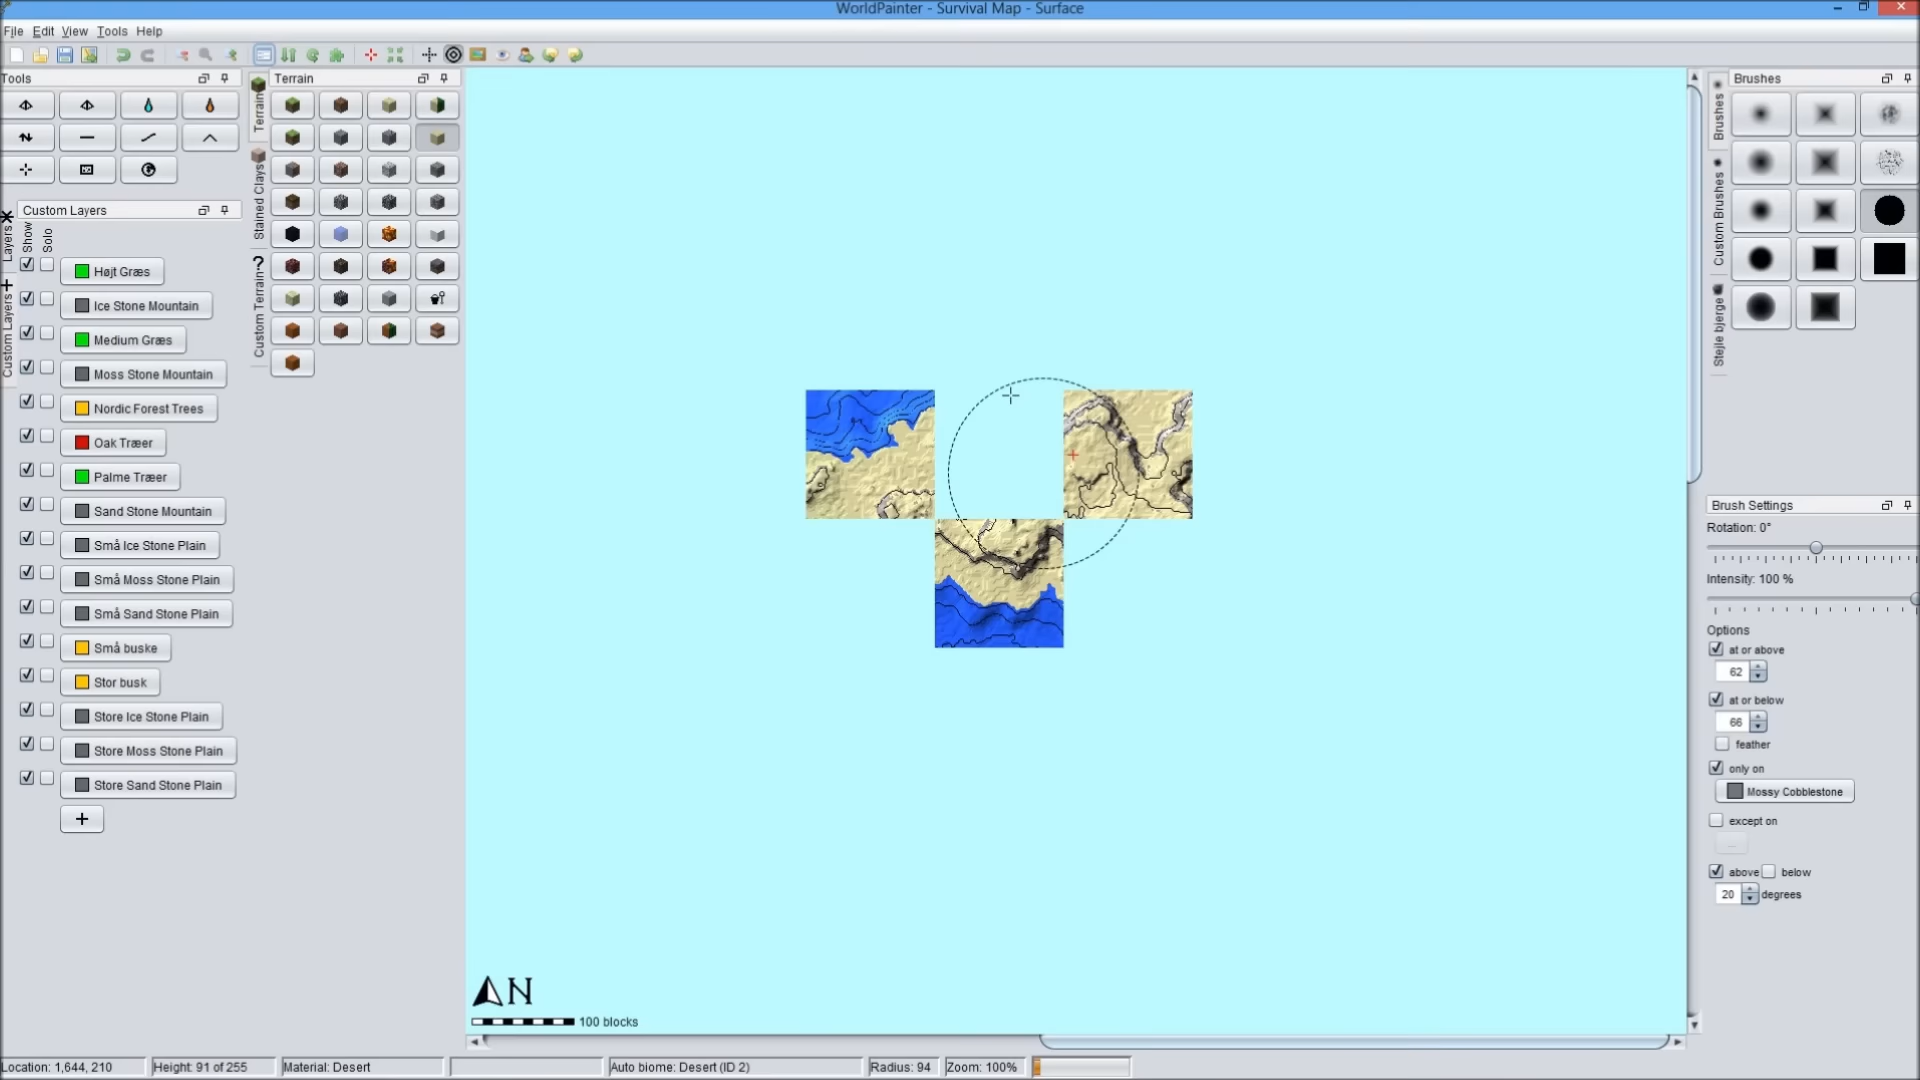 WorldPainter - Survival Map - Surface
File Edit View Tools Help
Tools
Terrain
Brushes
Custom Layers
Show
Solo
Layers
Custom Layers
Højt Græs
Ice Stone Mountain
Medium Græs
Moss Stone Mountain
Nordic Forest Trees
Oak Træer
Palme Træer
Sand Stone Mountain
Små Ice Stone Plain
Små Moss Stone Plain
Små Sand Stone Plain
Små buske
Stor busk
Store Ice Stone Plain
Store Moss Stone Plain
Store Sand Stone Plain
+
Terrain
Stained Clays
?
Custom Terrain
N
100 blocks
Brushes
Custom Brushes
Stejle bjerge
Brush Settings
Rotation: 0°
Intensity: 100 %
Options
at or above
62
at or below
66
feather
only on
Mossy Cobblestone
except on
...
above below
20 degrees
Location: 1,644, 210 Height: 91 of 255 Material: Desert Auto biome: Desert (ID 2) Radius: 94 Zoom: 100%